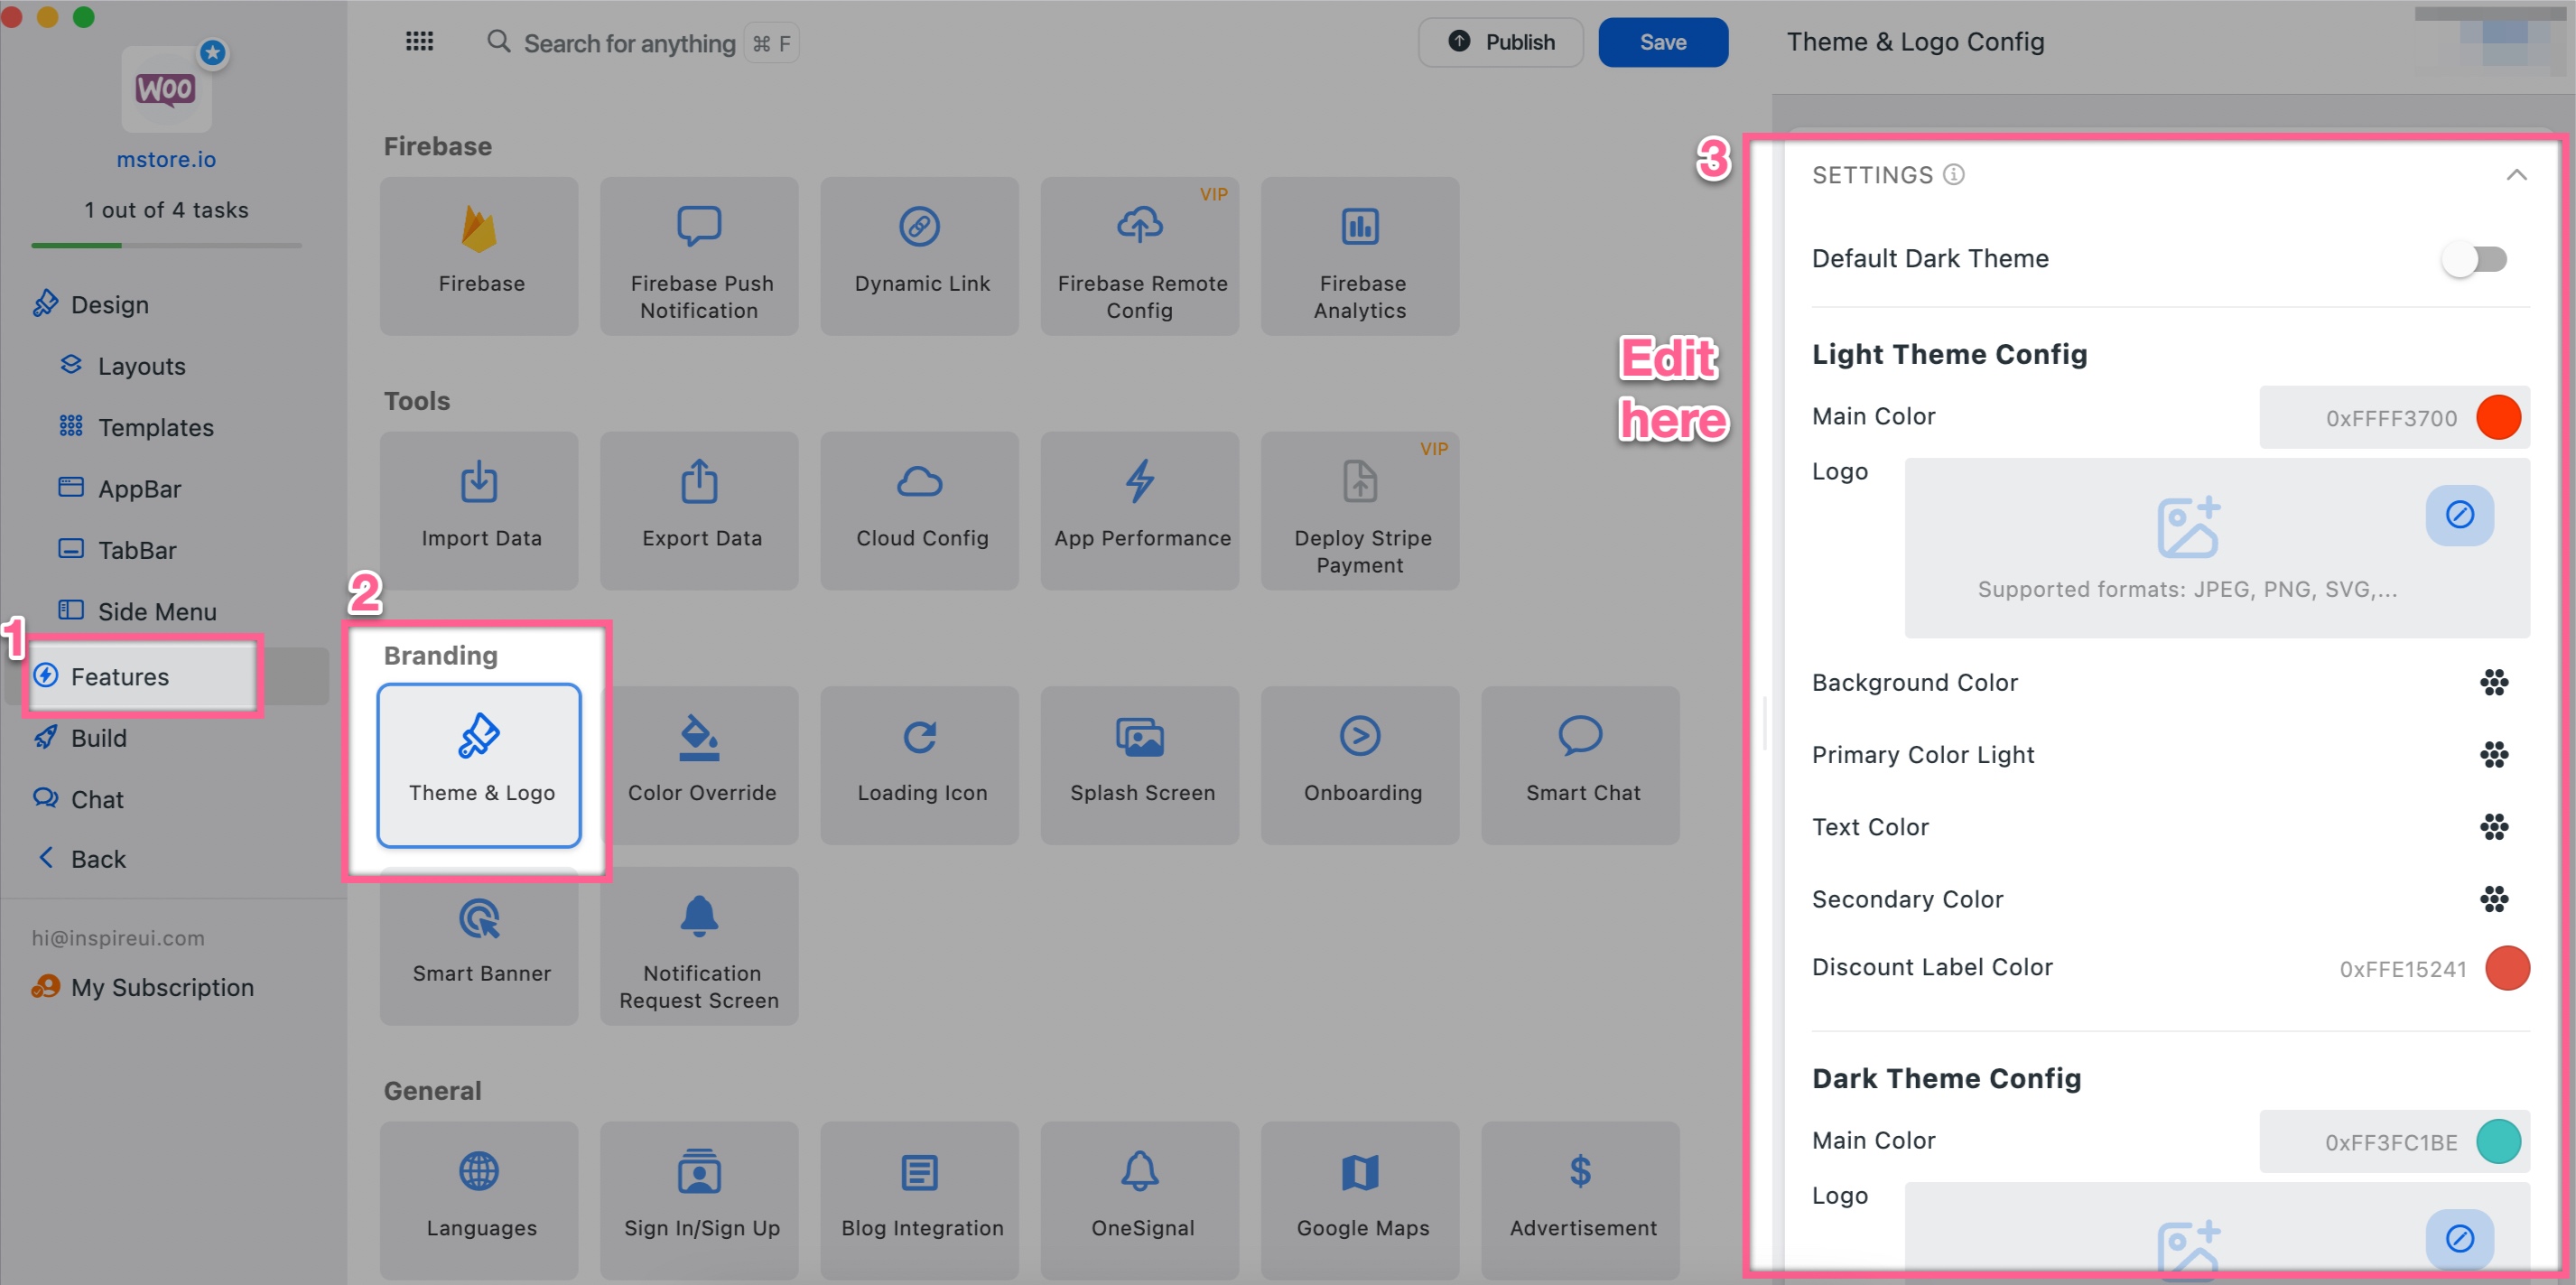 WOO
mstore.io
1 out of 4 tasks
Design
Layouts
Templates
AppBar
TabBar
Side Menu
1
Features
Build
Chat
Back
hi@inspireui.com
My Subscription
Search for anything ⌘ F
Publish
Save
Firebase
Firebase
Firebase Push
Notification
Dynamic Link
VIP
Firebase Remote
Config
Firebase
Analytics
Tools
Import Data
Export Data
Cloud Config
App Performance
VIP
Deploy Stripe
Payment
2
Branding
Theme & Logo
Color Override
Loading Icon
Splash Screen
Onboarding
Smart Chat
Smart Banner
Notification
Request Screen
General
Languages
Sign In/Sign Up
Blog Integration
OneSignal
Google Maps
$
Advertisement
Theme & Logo Config
3
Edit
here
SETTINGS
Default Dark Theme
Light Theme Config
Main Color 0xFFFF3700
Logo
Supported formats: JPEG, PNG, SVG,...
Background Color
Primary Color Light
Text Color
Secondary Color
Discount Label Color 0xFFE15241
Dark Theme Config
Main Color 0xFF3FC1BE
Logo